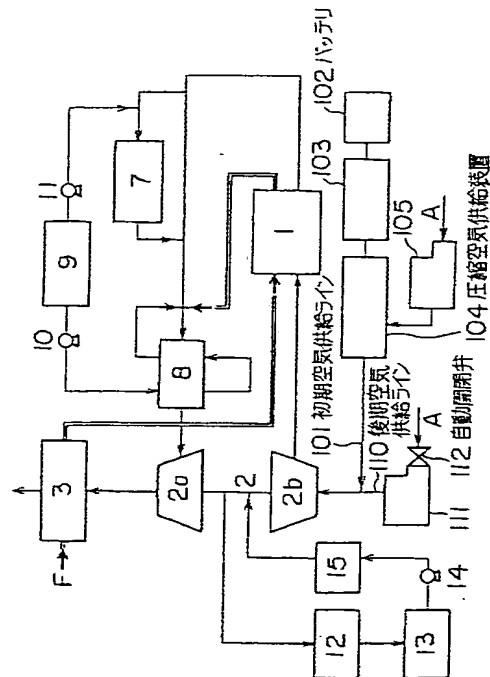 11
10
9
7
8
1
3
F
2a
2
2b
12
13
14
15
101 初期空気供給ライン
110 後期空気
供給ライン
A
112 自動開閉弁
111
102 バッテリ
103
105
A
104 圧縮空気供給装置